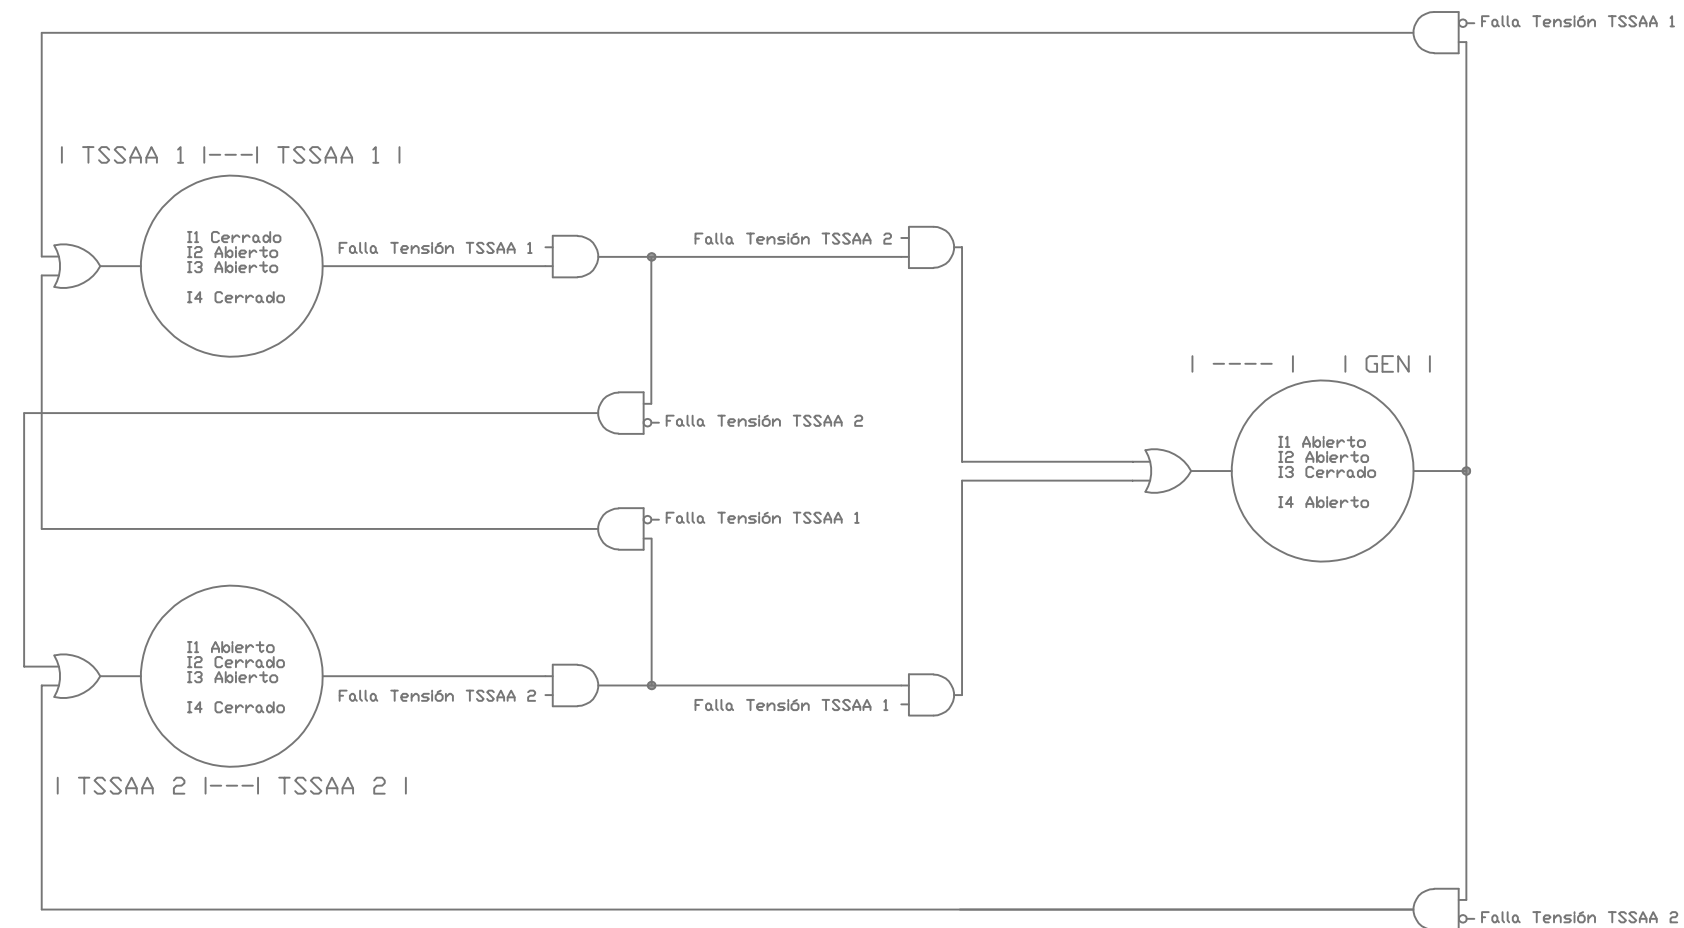 Falla Tensión TSSAA 1
| TSSAA 1 |---| TSSAA 1 |
I1 Cerrado
I2 Abierto
I3 Abierto
I4 Cerrado
Falla Tensión TSSAA 1
Falla Tensión TSSAA 2
| ---- | | GEN |
Falla Tensión TSSAA 2
I1 Abierto
I2 Abierto
I3 Cerrado
I4 Abierto
Falla Tensión TSSAA 1
I1 Abierto
I2 Cerrado
I3 Abierto
I4 Cerrado
Falla Tensión TSSAA 2
Falla Tensión TSSAA 1
| TSSAA 2 |---| TSSAA 2 |
Falla Tensión TSSAA 2